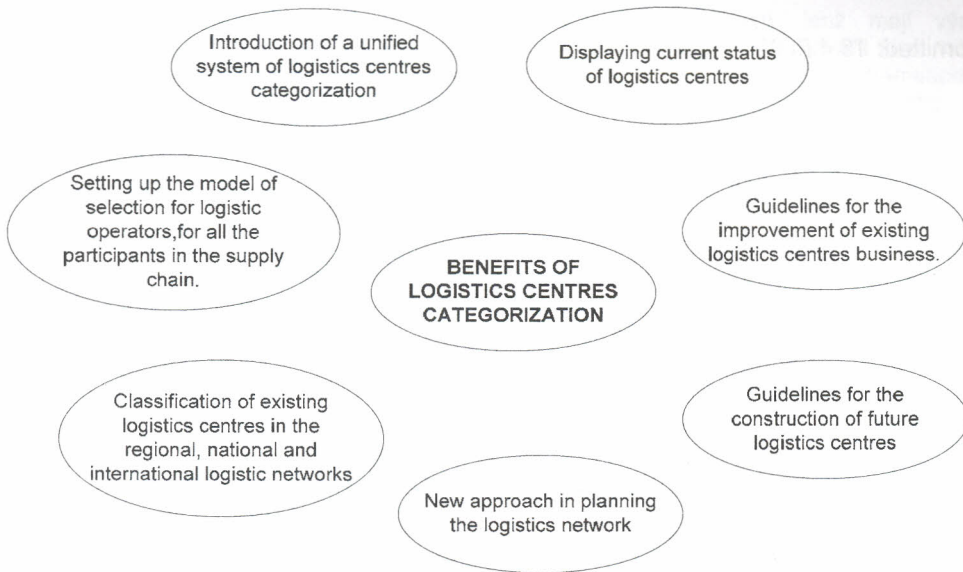 Introduction of a unified
system of logistics centres
categorization
Displaying current status
of logistics centres
Setting up the model of
selection for logistic
operators,for all the
participants in the supply
chain.
Guidelines for the
improvement of existing
logistics centres business.
BENEFITS OF
LOGISTICS CENTRES
CATEGORIZATION
Classification of existing
logistics centres in the
regional, national and
international logistic networks
Guidelines for the
construction of future
logistics centres
New approach in planning
the logistics network